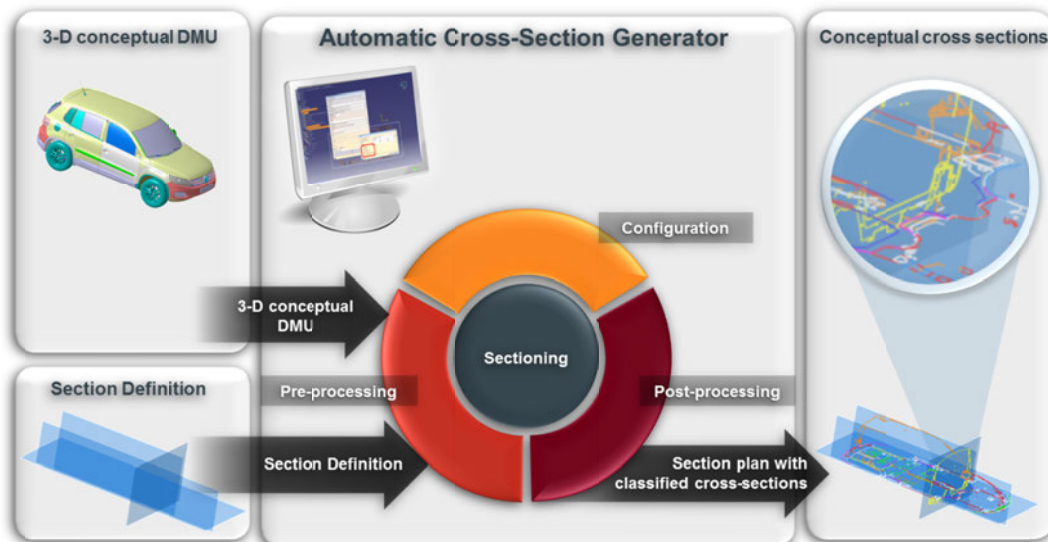 3-D conceptual DMU
Automatic Cross-Section Generator
Conceptual cross sections
Configuration
3-D conceptual
DMU
Sectioning
Section Definition
Pre-processing
Post-processing
Section Definition
Section plan with
classified cross-sections